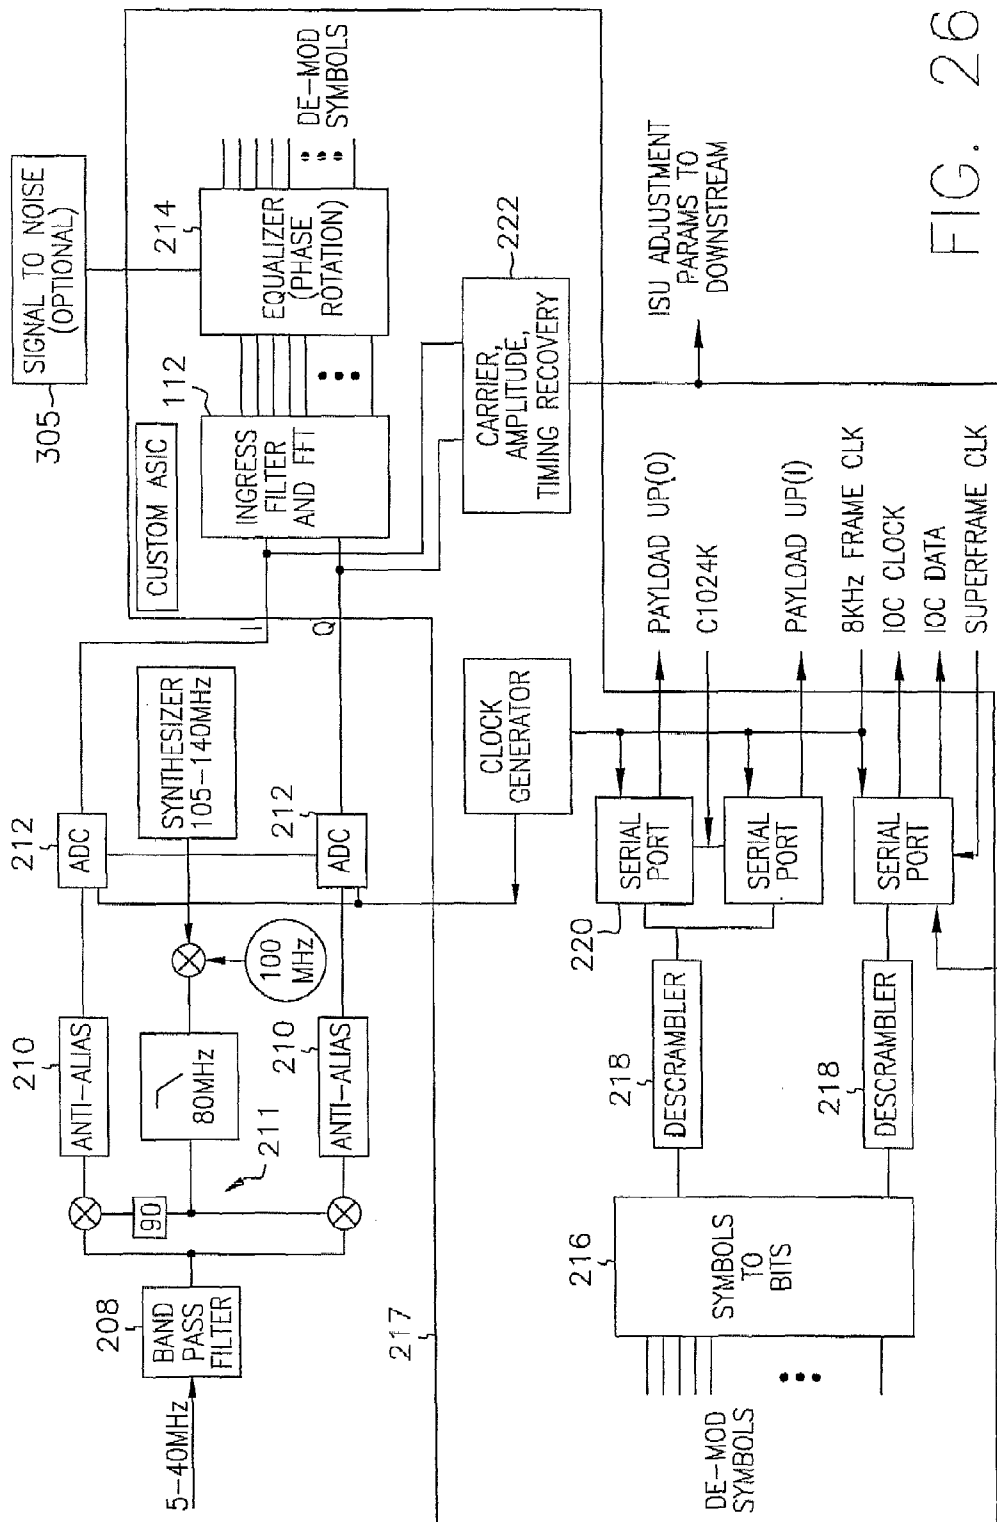 5-40MHz
208
BAND
PASS
FILTER
90
211
210
ANTI-ALIAS
80MHz
210
ANTI-ALIAS
100
MHz
212
ADC
SYNTHESIZER
105-140MHz
212
ADC
I
Q
217
CUSTOM ASIC
305
SIGNAL TO NOISE
(OPTIONAL)
112
INGRESS
FILTER
AND FFT
214
EQUALIZER
(PHASE
ROTATION)
DE-MOD
SYMBOLS
222
CARRIER,
AMPLITUDE,
TIMING RECOVERY
CLOCK
GENERATOR
ISU ADJUSTMENT
PARAMS TO
DOWNSTREAM
DE-MOD
SYMBOLS
216
SYMBOLS
TO
BITS
218
DESCRAMBLER
218
DESCRAMBLER
220
SERIAL
PORT
SERIAL
PORT
SERIAL
PORT
PAYLOAD UP(0)
C1024K
PAYLOAD UP(1)
8KHz FRAME CLK
IOC CLOCK
IOC DATA
SUPERFRAME CLK
FIG. 26